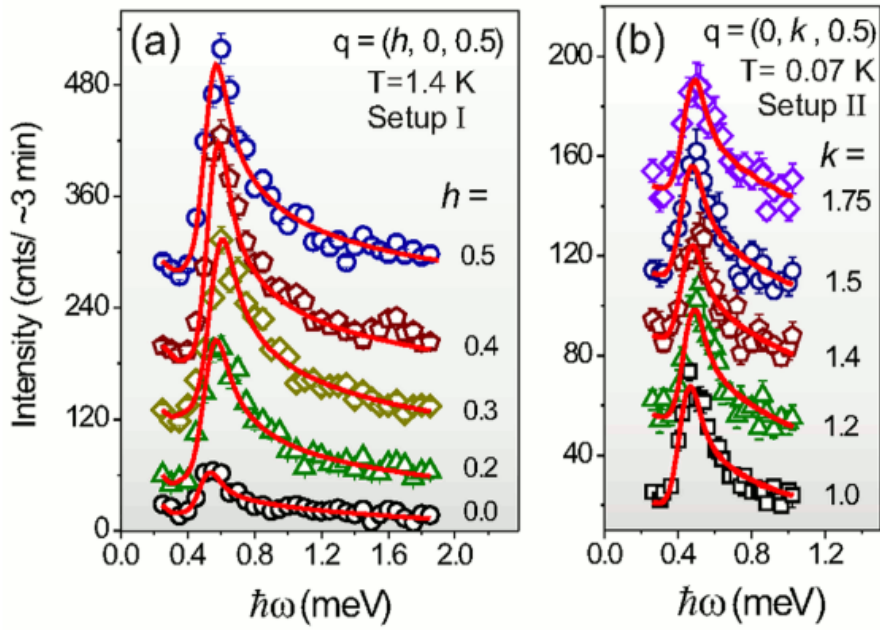 (a)
q = (h, 0, 0.5)
T=1.4 K
Setup I
h =
0.5
0.4
0.3
0.2
0.0
480
360
240
120
0
Intensity (cnts/ ~3 min)
0.0 0.4 0.8 1.2 1.6 2.0
ħω (meV)
(b)
q = (0, k , 0.5)
T= 0.07 K
Setup II
k =
1.75
1.5
1.4
1.2
1.0
200
160
120
80
40
0.0 0.4 0.8 1.2
ħω (meV)